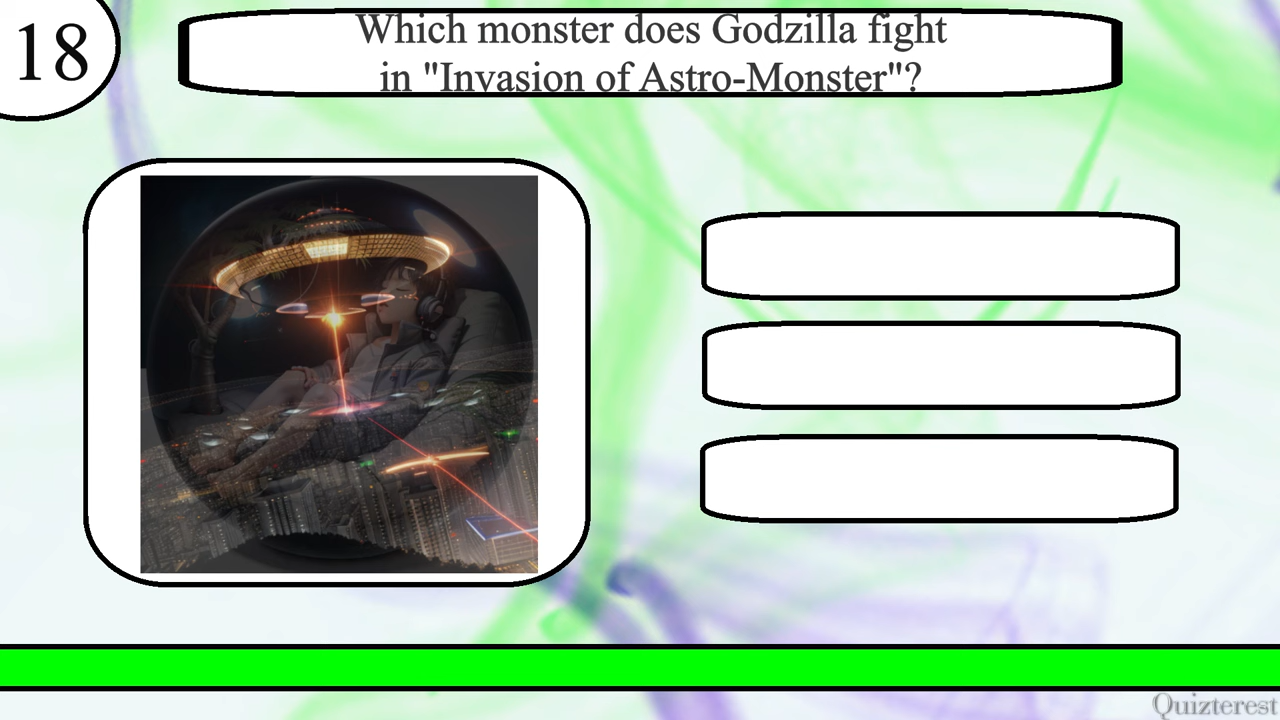 18
Which monster does Godzilla fight
in "Invasion of Astro-Monster"?
Quizterest